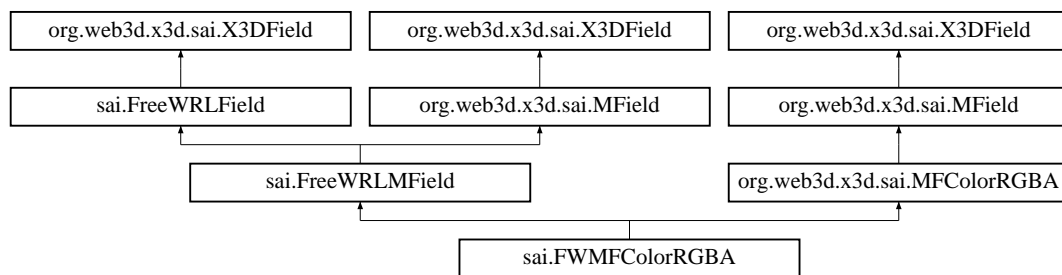 org.web3d.x3d.sai.X3DField org.web3d.x3d.sai.X3DField org.web3d.x3d.sai.X3DField
sai.FreeWRLField org.web3d.x3d.sai.MField org.web3d.x3d.sai.MField
sai.FreeWRLMField org.web3d.x3d.sai.MFColorRGBA
sai.FWMFColorRGBA